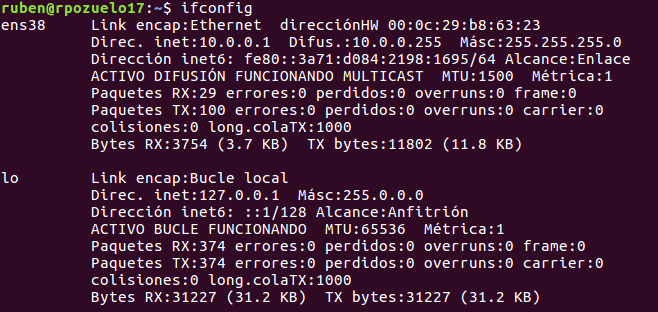 ruben@rpozuelo17:~$ ifconfig
ens38     Link encap:Ethernet  direcciónHW 00:0c:29:b8:63:23
          Direc. inet:10.0.0.1  Difus.:10.0.0.255  Másc:255.255.255.0
          Dirección inet6: fe80::3a71:d084:2198:1695/64 Alcance:Enlace
          ACTIVO DIFUSIÓN FUNCIONANDO MULTICAST  MTU:1500  Métrica:1
          Paquetes RX:29 errores:0 perdidos:0 overruns:0 frame:0
          Paquetes TX:100 errores:0 perdidos:0 overruns:0 carrier:0
          colisiones:0 long.colaTX:1000
          Bytes RX:3754 (3.7 KB)  TX bytes:11802 (11.8 KB)

lo        Link encap:Bucle local
          Direc. inet:127.0.0.1  Másc:255.0.0.0
          Dirección inet6: ::1/128 Alcance:Anfitrión
          ACTIVO BUCLE FUNCIONANDO  MTU:65536  Métrica:1
          Paquetes RX:374 errores:0 perdidos:0 overruns:0 frame:0
          Paquetes TX:374 errores:0 perdidos:0 overruns:0 carrier:0
          colisiones:0 long.colaTX:1000
          Bytes RX:31227 (31.2 KB)  TX bytes:31227 (31.2 KB)